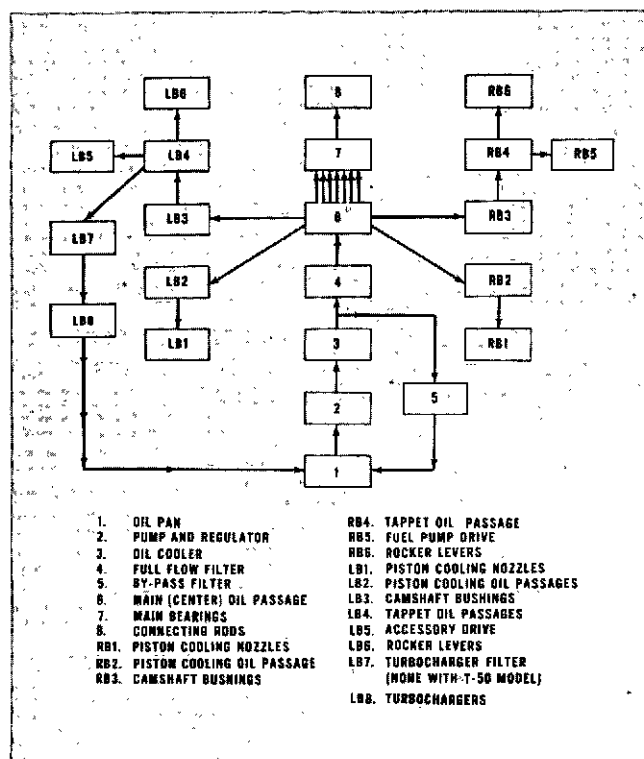 LB6 8 RB6
LB5 LB4 7 RB4 RB5
LB7 LB3 6 RB3
LB2 4 RB2
LB8 LB1 3 RB1
2 5
1
1. OIL PAN
2. PUMP AND REGULATOR
3. OIL COOLER
4. FULL FLOW FILTER
5. BY-PASS FILTER
6. MAIN (CENTER) OIL PASSAGE
7. MAIN BEARINGS
8. CONNECTING RODS
RB1. PISTON COOLING NOZZLES
RB2. PISTON COOLING OIL PASSAGE
RB3. CAMSHAFT BUSHNINGS
RB4. TAPPET OIL PASSAGE
RB5. FUEL PUMP DRIVE
RB6. ROCKER LEVERS
LB1. PISTON COOLING NOZZLES
LB2. PISTON COOLING OIL PASSAGES
LB3. CAMSHAFT BUSHINGS
LB4. TAPPET OIL PASSAGES
LB5. ACCESSORY DRIVE
LB6. ROCKER LEVERS
LB7. TURBOCHARGER FILTER
(NONE WITH T-50 MODEL)
LB8. TURBOCHARGERS